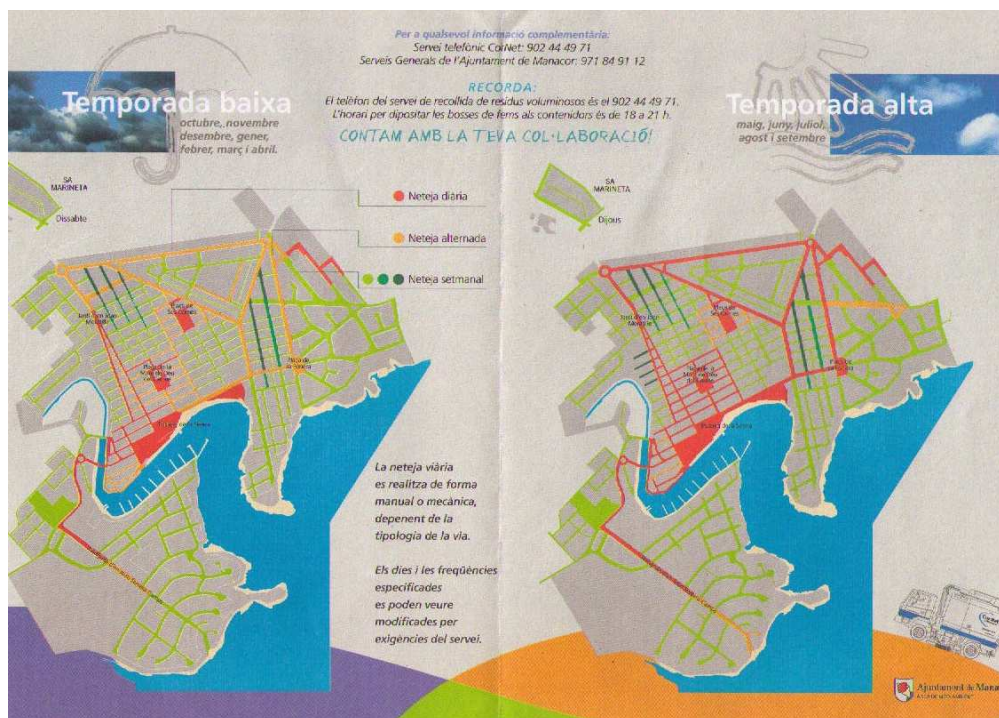 Per a qualsevol informació complementària:
Servei telefònic CorNet: 902 44 49 71
Serveis Generals de l'Ajuntament de Manacor: 971 84 91 12
RECORDA:
El telèfon del servei de recollida de residus voluminosos és el 902 44 49 71.
L'horari per dipositar les bosses de fems als contenidors és de 18 a 21 h.
CONTAM AMB LA TEVA COL·LABORACIÓ!
Temporada baixa
octubre, novembre
desembre, gener,
febrer, març i abril.
Temporada alta
maig, juny, juliol,
agost i setembre
SA
MARINETA
Dissabte
Neteja diària
Neteja alternada
Neteja setmanal
SA
MARINETA
Dijous
La neteja viària
es realitza de forma
manual o mecànica,
depenent de la
tipologia de la via.
Els dies i les freqüències
especificades
es poden veure
modificades per
exigències del servei.
Ajuntament de Mana